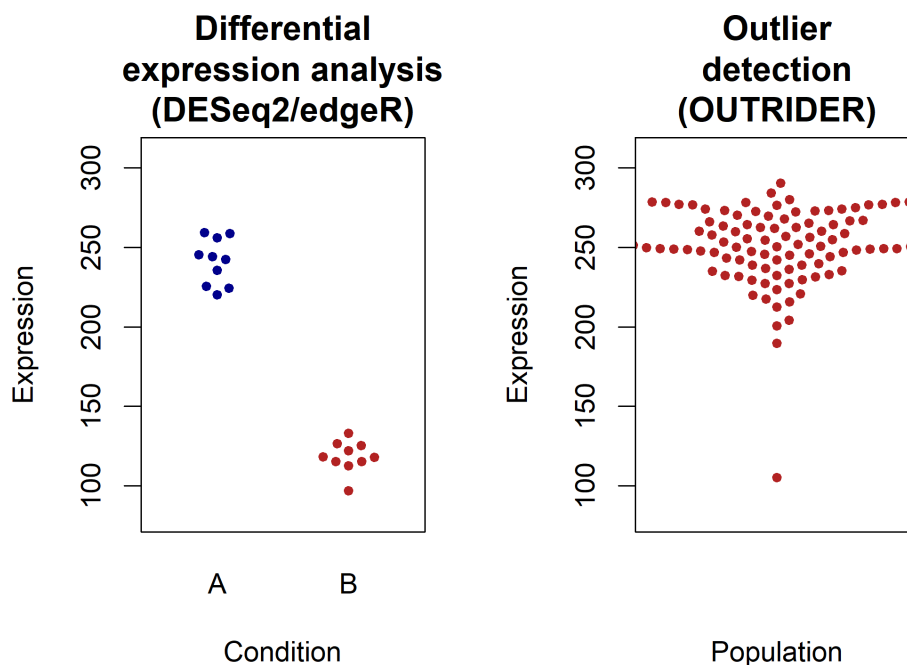 Differential
expression analysis
(DESeq2/edgeR)
Expression
300
250
200
150
100
A B
Condition
Outlier
detection
(OUTRIDER)
Expression
300
250
200
150
100
Population